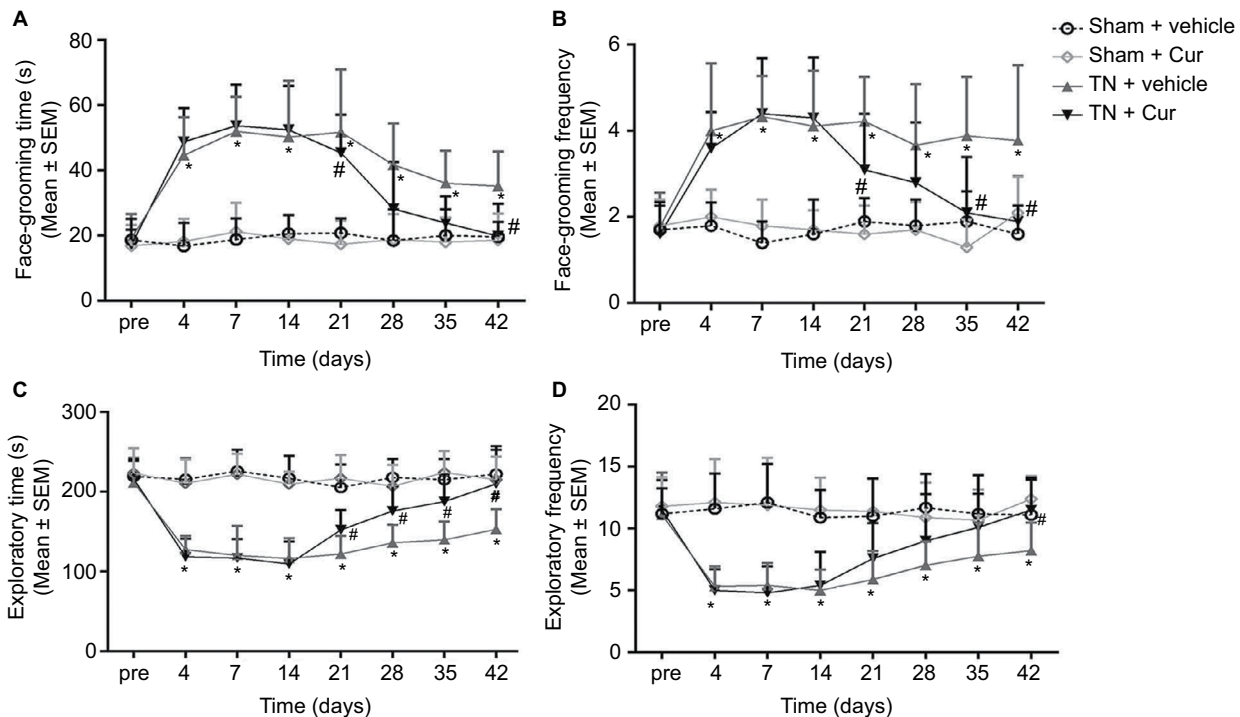 A
Face-grooming time (s)
(Mean ± SEM)
80
60
40
20
0
* * * * * * *
# #
pre 4 7 14 21 28 35 42
Time (days)
B
Face-grooming frequency
(Mean ± SEM)
6
4
2
0
* * * * * * *
# # #
pre 4 7 14 21 28 35 42
Time (days)
Sham + vehicle
Sham + Cur
TN + vehicle
TN + Cur
C
Exploratory time (s)
(Mean ± SEM)
300
200
100
0
# # # #
* * * * * * *
pre 4 7 14 21 28 35 42
Time (days)
D
Exploratory frequency
(Mean ± SEM)
20
15
10
5
0
#
* * * * * * *
pre 4 7 14 21 28 35 42
Time (days)